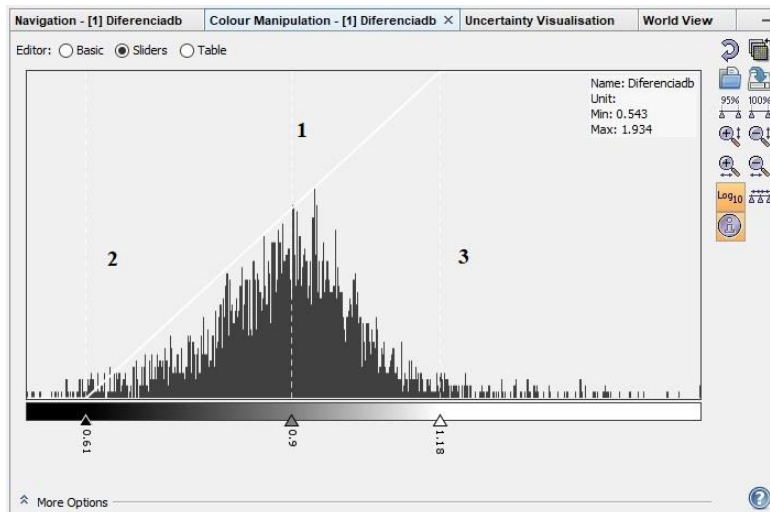 Navigation - [1] Diferenciadb
Colour Manipulation - [1] Diferenciadb ×
Uncertainty Visualisation
World View
Editor: Basic Sliders Table
Name: Diferenciadb
Unit:
Min: 0.543
Max: 1.934
95% 100%
Log10
1
2
3
0.61
0.9
1.18
More Options